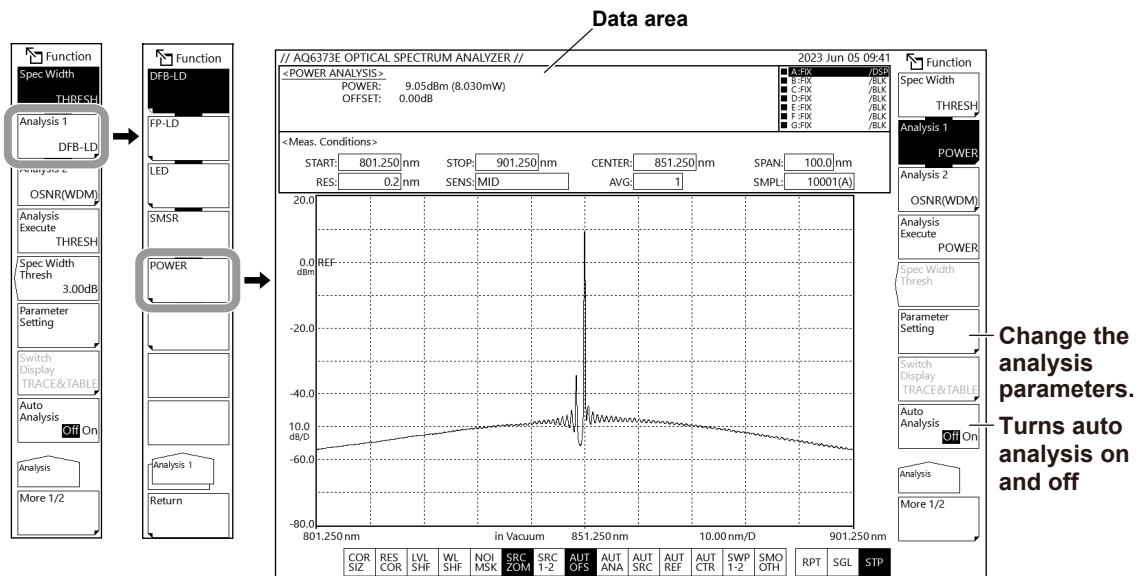 Data area
Function
Spec Width
THRESH
Analysis 1
DFB-LD
Analysis 2
OSNR(WDM)
Analysis
Execute
THRESH
Spec Width
Thresh
3.00dB
Parameter
Setting
Switch
Display
TRACE&TABLE
Auto
Analysis
Off On
Analysis
More 1/2
Function
DFB-LD
FP-LD
LED
SMSR
POWER
Analysis 1
Return
// AQ6373E OPTICAL SPECTRUM ANALYZER // 2023 Jun 05 09:41
<POWER ANALYSIS>
POWER: 9.05dBm (8.030mW)
OFFSET: 0.00dB
A:FIX /DSP
B:FIX /BLK
C:FIX /BLK
D:FIX /BLK
E:FIX /BLK
F:FIX /BLK
G:FIX /BLK
<Meas. Conditions>
START: 801.250 nm STOP: 901.250 nm CENTER: 851.250 nm SPAN: 100.0 nm
RES: 0.2 nm SENS: MID AVG: 1 SMPL: 10001(A)
20.0
0.0 REF
dBm
-20.0
-40.0
10.0
dB/D
-60.0
-80.0
801.250 nm in Vacuum 851.250 nm 10.00 nm/D 901.250 nm
COR SIZ
RES COR
LVL SHF
WL SHF
NOI MSK
SRC ZOM
SRC 1-2
AUT OFS
AUT ANA
AUT SRC
AUT REF
AUT CTR
SWP 1-2
SMO OTH
RPT
SGL
STP
Function
Spec Width
THRESH
Analysis 1
POWER
Analysis 2
OSNR(WDM)
Analysis
Execute
POWER
Spec Width
Thresh
Parameter
Setting
Switch
Display
TRACE&TABLE
Auto
Analysis
Off On
Analysis
More 1/2
Change the
analysis
parameters.
Turns auto
analysis on
and off